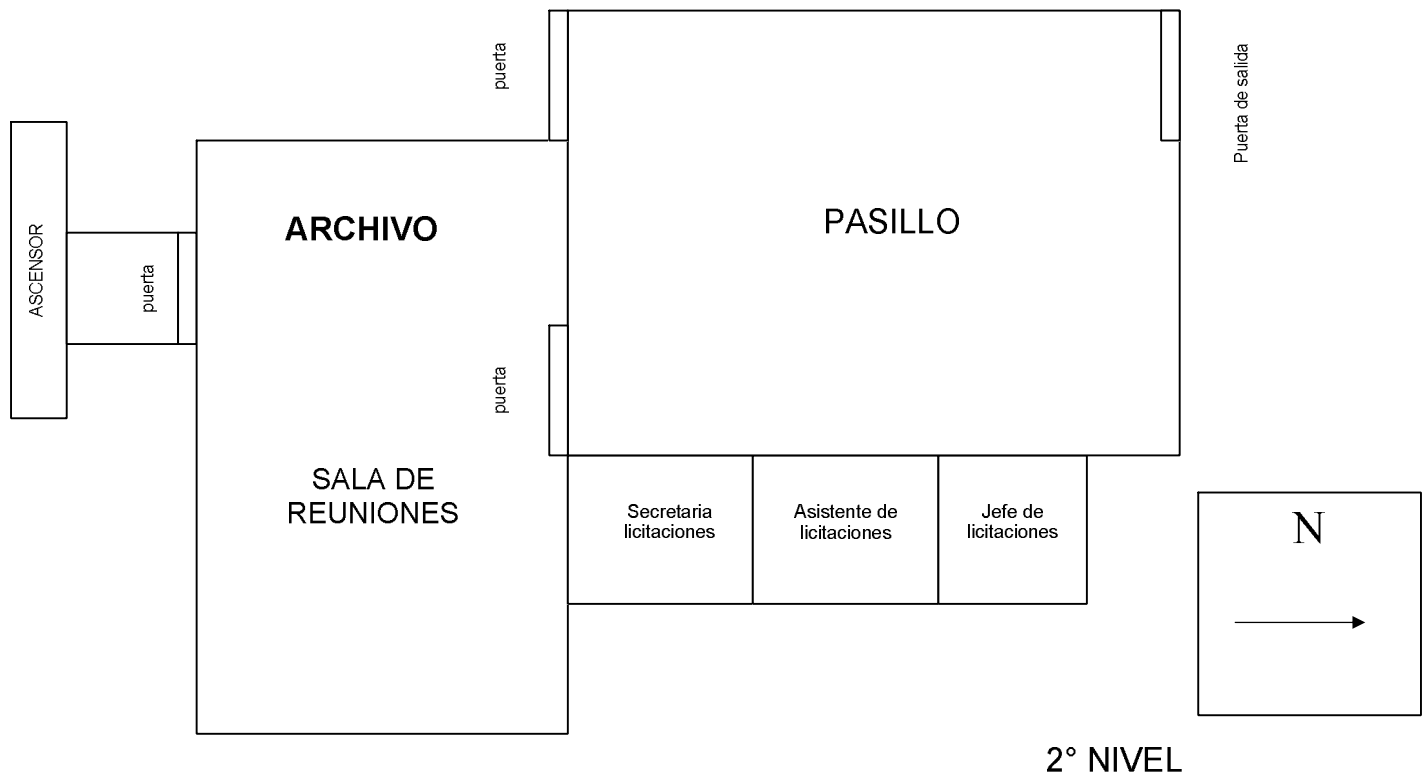 puerta
Puerta de salida
ARCHIVO
PASILLO
ASCENSOR
puerta
puerta
SALA DE
REUNIONES
Secretaria
licitaciones
Asistente de
licitaciones
Jefe de
licitaciones
N
2° NIVEL